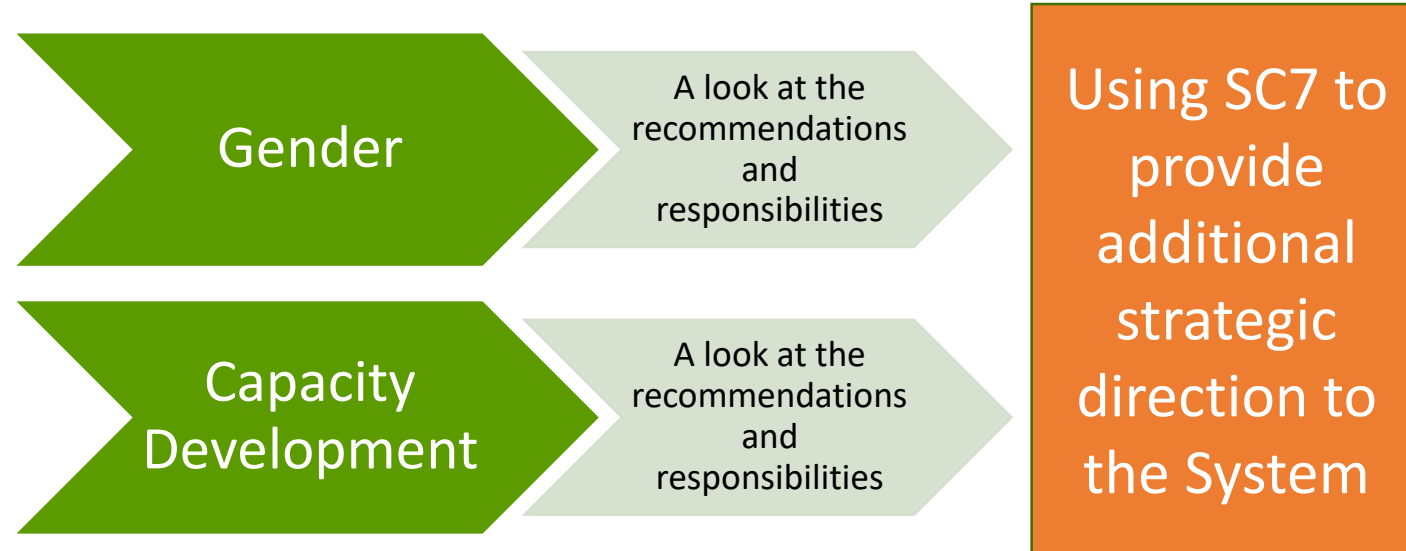 Gender
A look at the
recommendations
and
responsibilities
Capacity
Development
A look at the
recommendations
and
responsibilities
Using SC7 to
provide
additional
strategic
direction to
the System